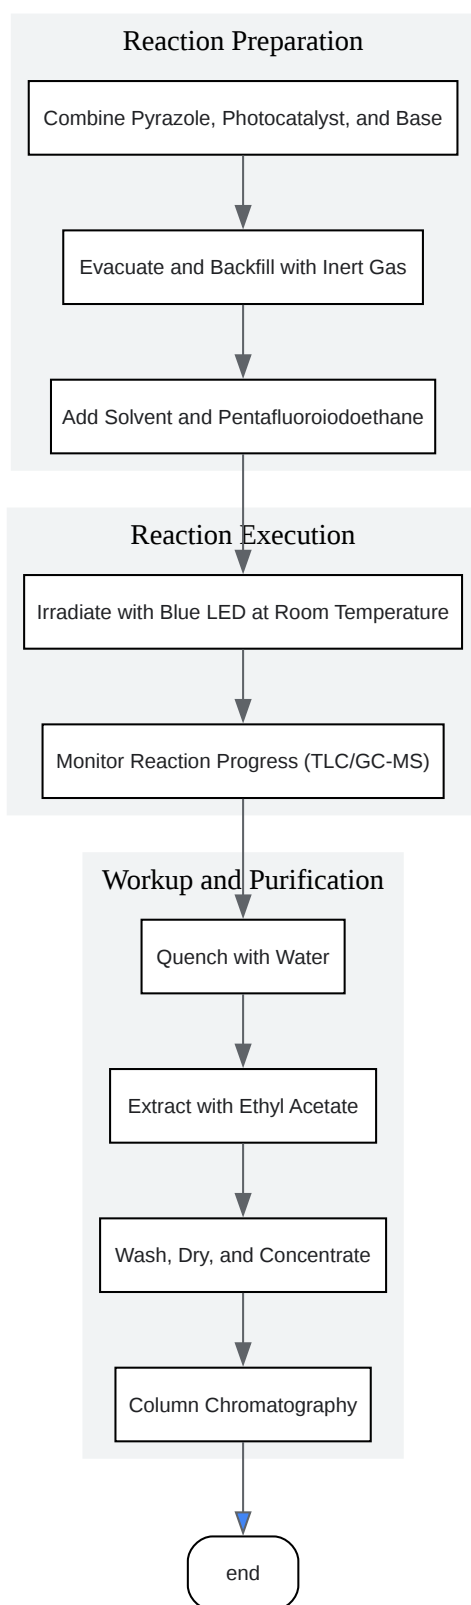 Reaction Preparation
Combine Pyrazole, Photocatalyst, and Base
Evacuate and Backfill with Inert Gas
Add Solvent and Pentafluoroiodoethane
Reaction Execution
Irradiate with Blue LED at Room Temperature
Monitor Reaction Progress (TLC/GC-MS)
Workup and Purification
Quench with Water
Extract with Ethyl Acetate
Wash, Dry, and Concentrate
Column Chromatography
end